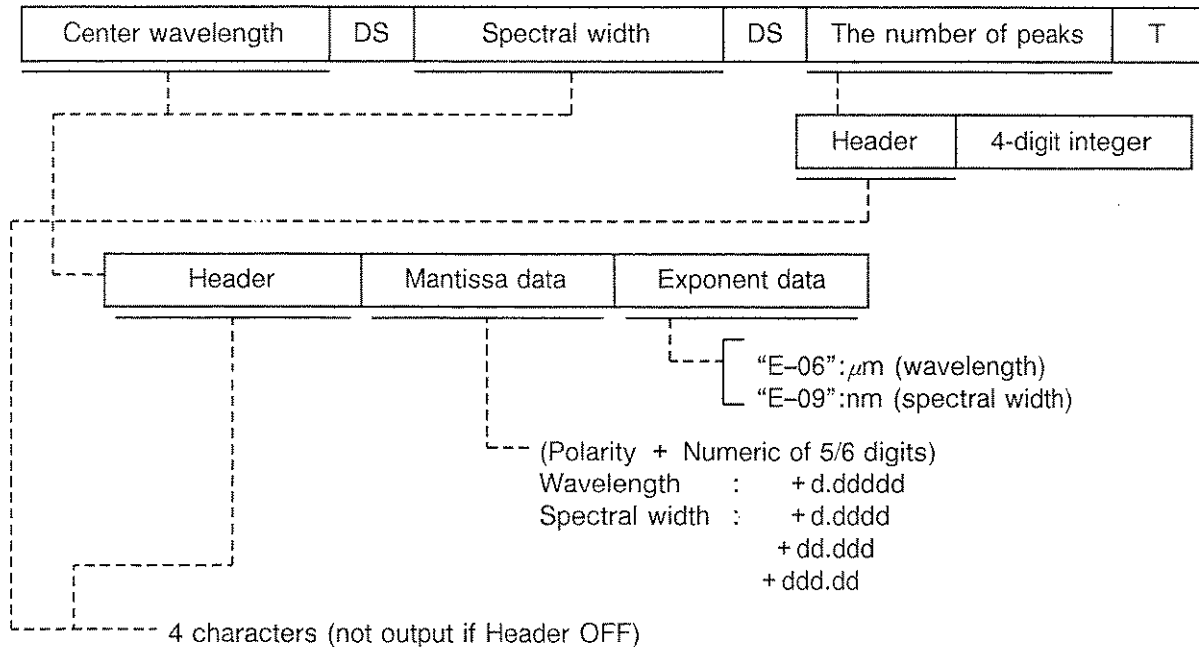 Center wavelength DS Spectral width DS The number of peaks T
Header 4-digit integer
Header Mantissa data Exponent data
“E–06”:μm (wavelength)
“E–09”:nm (spectral width)
(Polarity + Numeric of 5/6 digits)
Wavelength : +d.ddddd
Spectral width : +d.dddd
+dd.ddd
+ddd.dd
4 characters (not output if Header OFF)